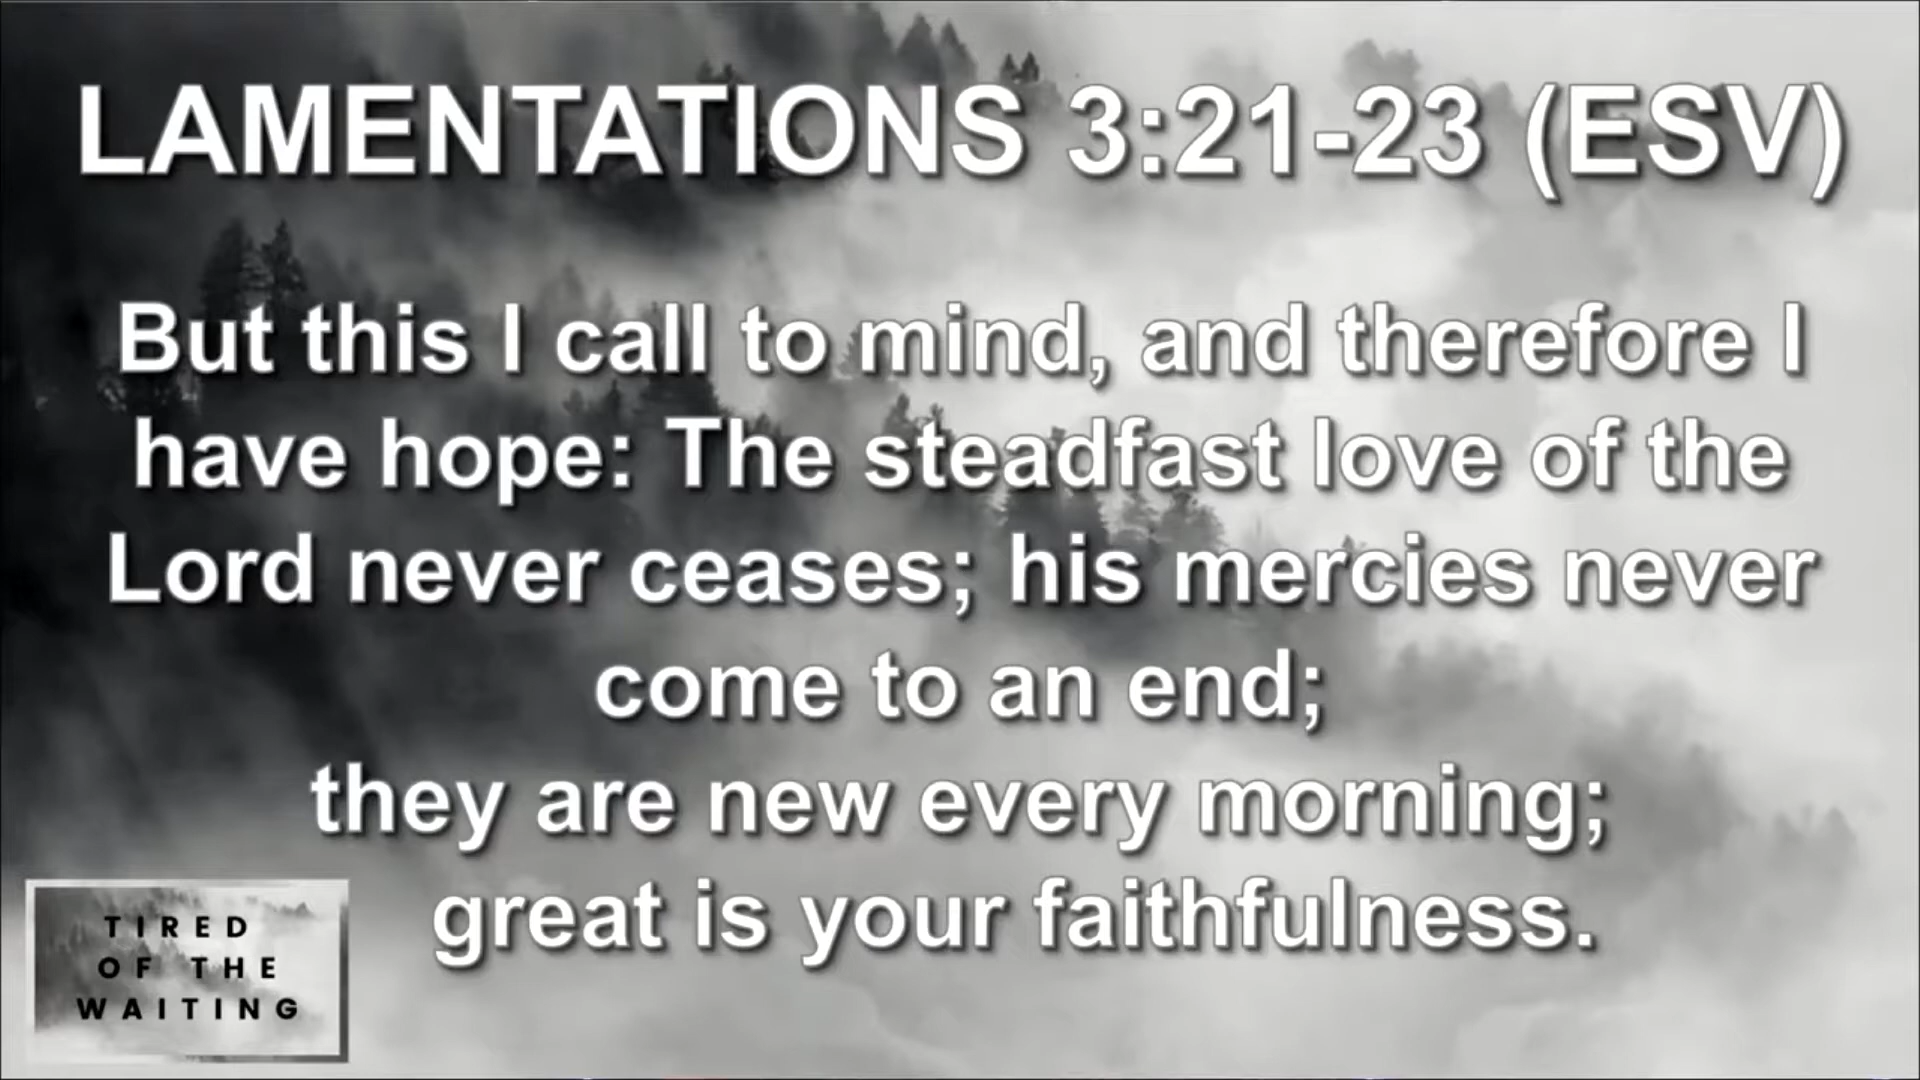 LAMENTATIONS 3:21-23 (ESV)
But this I call to mind, and therefore I
have hope: The steadfast love of the
Lord never ceases; his mercies never
come to an end;
they are new every morning;
great is your faithfulness.
TIRED
OF THE
WAITING